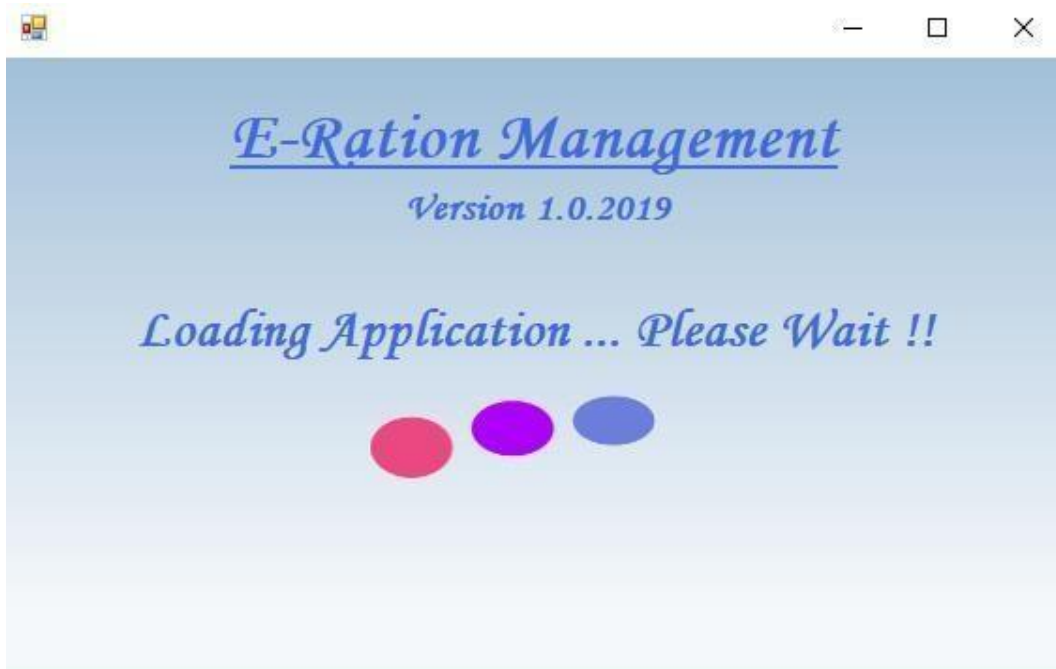 E-Ration Management
Version 1.0.2019
Loading Application ... Please Wait !!